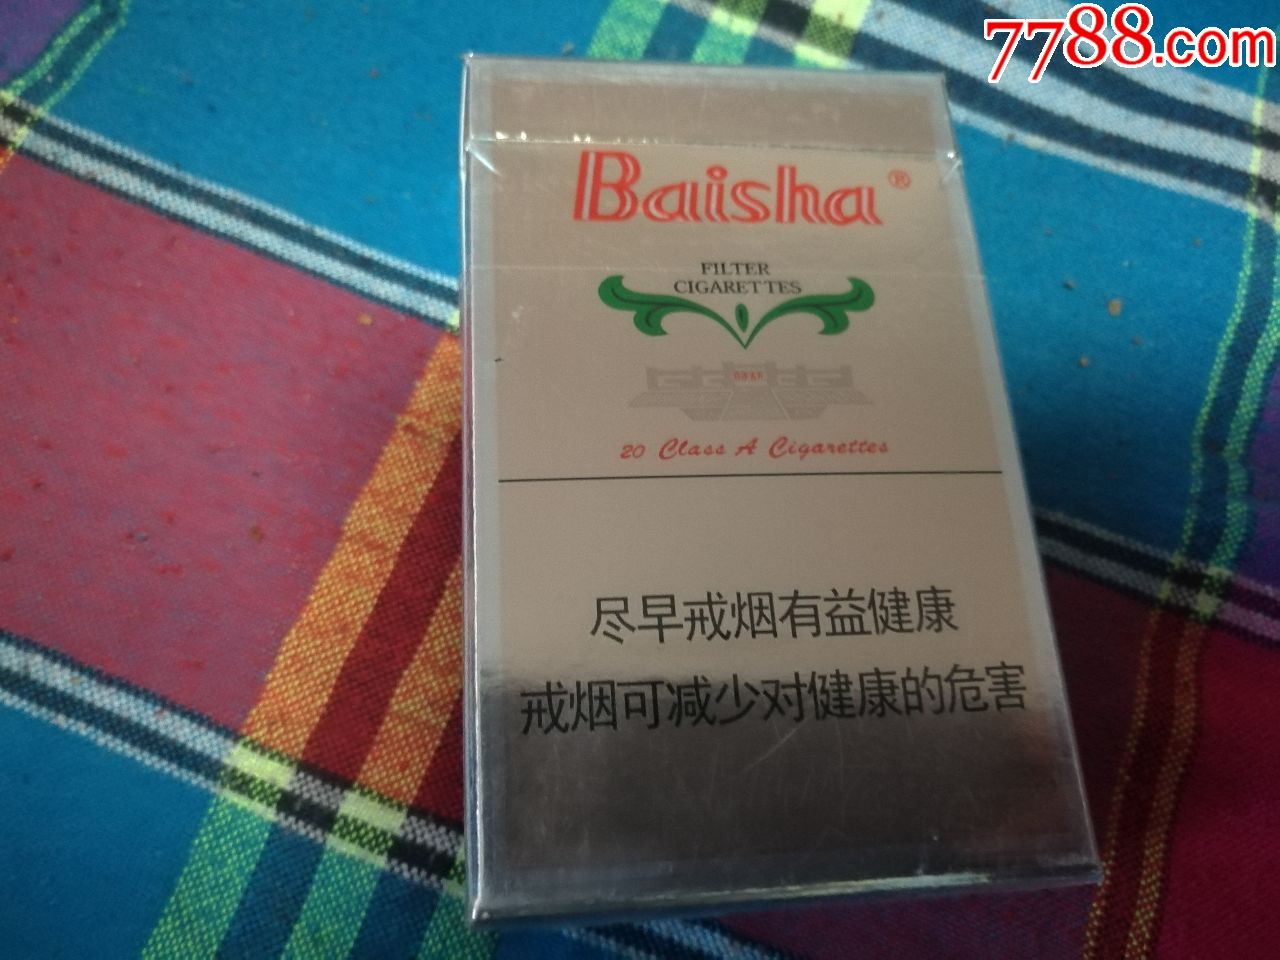 7788.com
Baisha®
FILTER
CIGARETTES
20 Class A Cigarettes
尽早戒烟有益健康
戒烟可减少对健康的危害